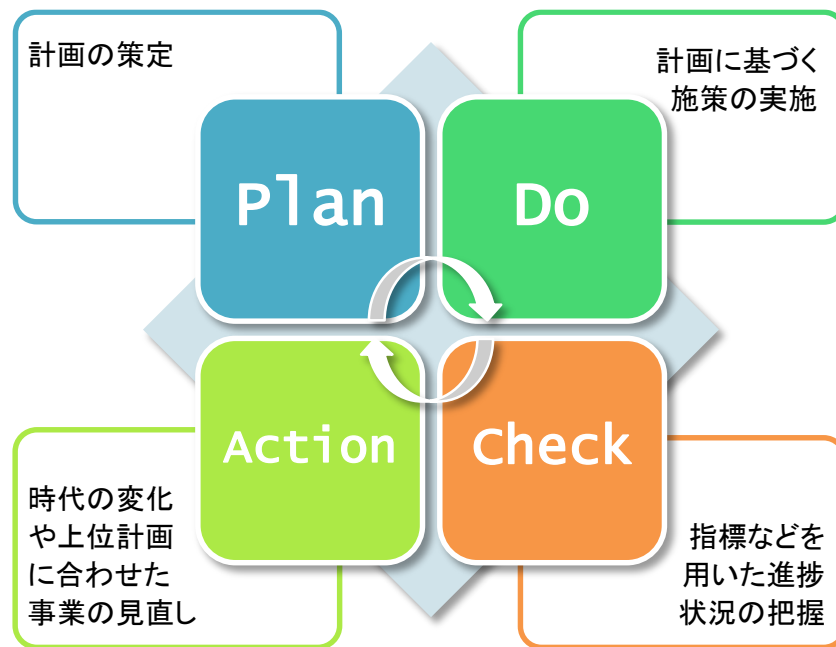 計画の策定
計画に基づく
施策の実施
Plan
Do
Action
Check
時代の変化
や上位計画
に合わせた
事業の見直し
指標などを
用いた進捗
状況の把握